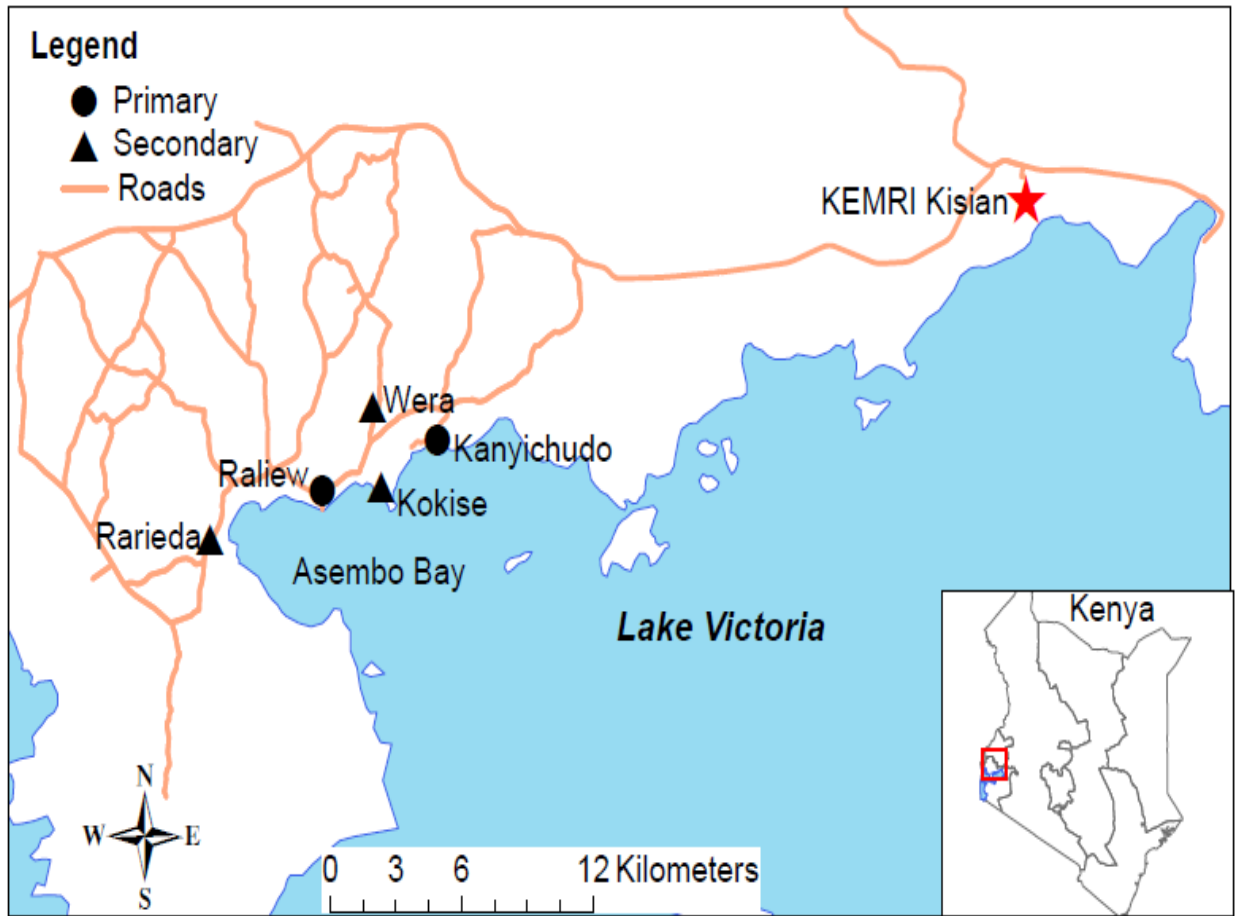 Legend
Primary
Secondary
Roads
KEMRI Kisian
Wera
Kanyichudo
Raliew
Kokise
Rarieda
Asembo Bay
Lake Victoria
Kenya
N
W E
S
0 3 6 12 Kilometers